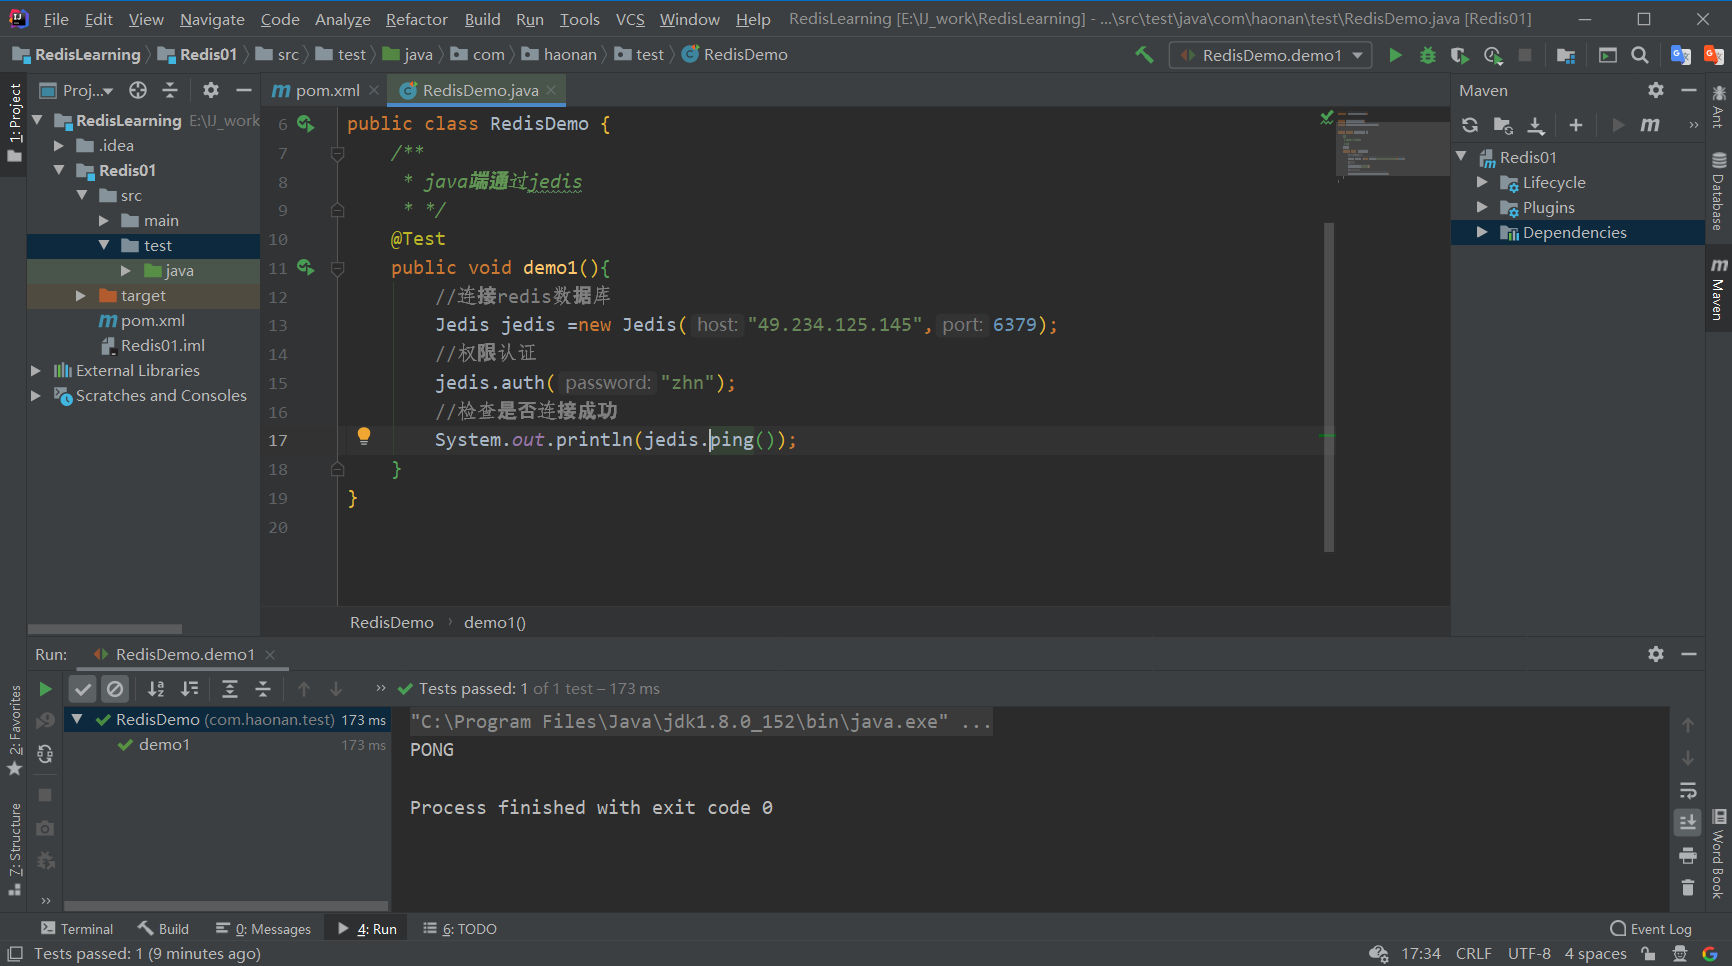 File Edit View Navigate Code Analyze Refactor Build Run Tools VCS Window Help RedisLearning [E:\IJ_work\RedisLearning] - ...\src\test\java\com\haonan\test\RedisDemo.java [Redis01]
RedisLearning Redis01 src test java com haonan test RedisDemo RedisDemo.demo1
1: Project
Proj...
RedisLearning E:\IJ_work
.idea
Redis01
src
main
test
java
target
pom.xml
Redis01.iml
External Libraries
Scratches and Consoles
pom.xml RedisDemo.java
6 public class RedisDemo {
7 /**
8 * java端通过jedis
9 * */
10 @Test
11 public void demo1(){
12 //连接redis数据库
13 Jedis jedis =new Jedis( host: "49.234.125.145", port: 6379);
14 //权限认证
15 jedis.auth( password: "zhn");
16 //检查是否连接成功
17 System.out.println(jedis.ping());
18 }
19 }
20
RedisDemo › demo1()
Maven
Redis01
Lifecycle
Plugins
Dependencies
Ant
Database
Maven
Word Book
2: Favorites
7: Structure
Run: RedisDemo.demo1
Tests passed: 1 of 1 test – 173 ms
RedisDemo (com.haonan.test) 173 ms
demo1 173 ms
"C:\Program Files\Java\jdk1.8.0_152\bin\java.exe" ...
PONG
Process finished with exit code 0
Terminal Build 0: Messages 4: Run 6: TODO Event Log
Tests passed: 1 (9 minutes ago) 17:34 CRLF UTF-8 4 spaces